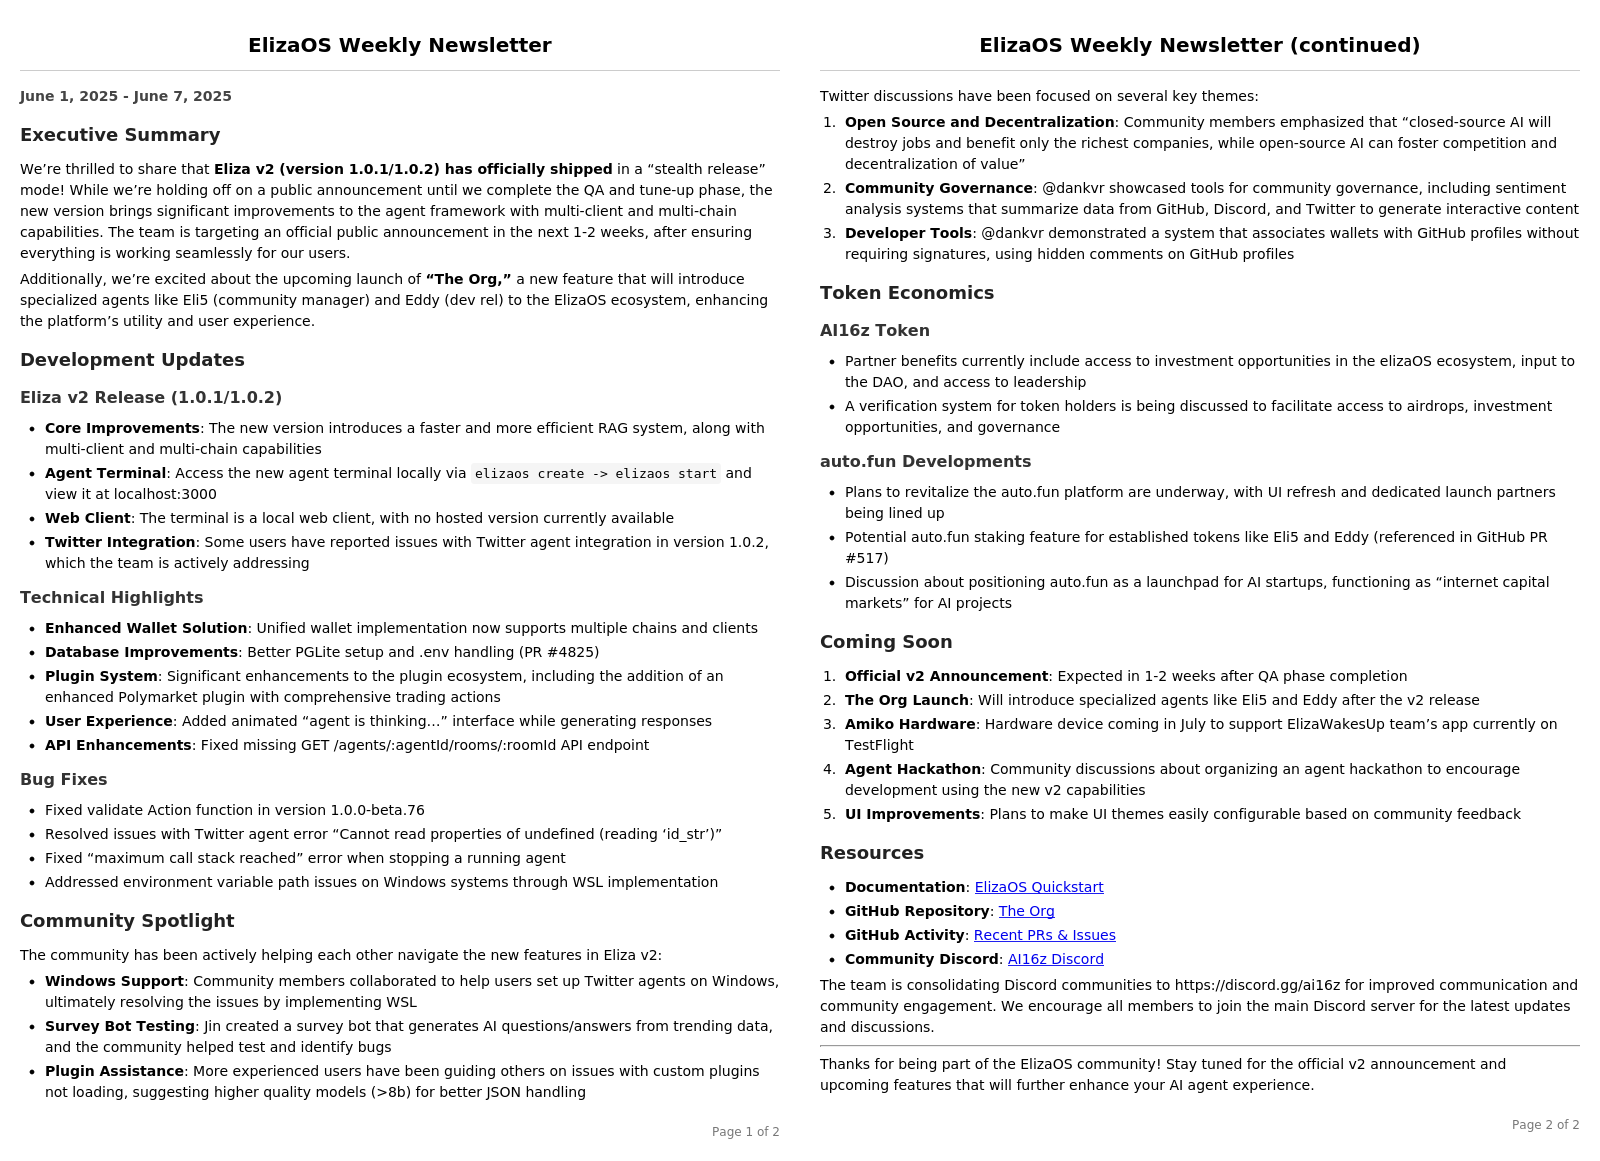 ElizaOS Weekly Newsletter
June 1, 2025 - June 7, 2025
Executive Summary
We’re thrilled to share that Eliza v2 (version 1.0.1/1.0.2) has officially shipped in a “stealth release”
mode! While we’re holding off on a public announcement until we complete the QA and tune-up phase, the
new version brings significant improvements to the agent framework with multi-client and multi-chain
capabilities. The team is targeting an official public announcement in the next 1-2 weeks, after ensuring
everything is working seamlessly for our users.
Additionally, we’re excited about the upcoming launch of “The Org,” a new feature that will introduce
specialized agents like Eli5 (community manager) and Eddy (dev rel) to the ElizaOS ecosystem, enhancing
the platform’s utility and user experience.
Development Updates
Eliza v2 Release (1.0.1/1.0.2)
• Core Improvements: The new version introduces a faster and more efficient RAG system, along with
multi-client and multi-chain capabilities
• Agent Terminal: Access the new agent terminal locally via elizaos create -> elizaos start and
view it at localhost:3000
• Web Client: The terminal is a local web client, with no hosted version currently available
• Twitter Integration: Some users have reported issues with Twitter agent integration in version 1.0.2,
which the team is actively addressing
Technical Highlights
• Enhanced Wallet Solution: Unified wallet implementation now supports multiple chains and clients
• Database Improvements: Better PGLite setup and .env handling (PR #4825)
• Plugin System: Significant enhancements to the plugin ecosystem, including the addition of an
enhanced Polymarket plugin with comprehensive trading actions
• User Experience: Added animated “agent is thinking…” interface while generating responses
• API Enhancements: Fixed missing GET /agents/:agentId/rooms/:roomId API endpoint
Bug Fixes
• Fixed validate Action function in version 1.0.0-beta.76
• Resolved issues with Twitter agent error “Cannot read properties of undefined (reading ‘id_str’)”
• Fixed “maximum call stack reached” error when stopping a running agent
• Addressed environment variable path issues on Windows systems through WSL implementation
Community Spotlight
The community has been actively helping each other navigate the new features in Eliza v2:
• Windows Support: Community members collaborated to help users set up Twitter agents on Windows,
ultimately resolving the issues by implementing WSL
• Survey Bot Testing: Jin created a survey bot that generates AI questions/answers from trending data,
and the community helped test and identify bugs
• Plugin Assistance: More experienced users have been guiding others on issues with custom plugins
not loading, suggesting higher quality models (>8b) for better JSON handling
Page 1 of 2
ElizaOS Weekly Newsletter (continued)
Twitter discussions have been focused on several key themes:
1. Open Source and Decentralization: Community members emphasized that “closed-source AI will
destroy jobs and benefit only the richest companies, while open-source AI can foster competition and
decentralization of value”
2. Community Governance: @dankvr showcased tools for community governance, including sentiment
analysis systems that summarize data from GitHub, Discord, and Twitter to generate interactive content
3. Developer Tools: @dankvr demonstrated a system that associates wallets with GitHub profiles without
requiring signatures, using hidden comments on GitHub profiles
Token Economics
AI16z Token
• Partner benefits currently include access to investment opportunities in the elizaOS ecosystem, input to
the DAO, and access to leadership
• A verification system for token holders is being discussed to facilitate access to airdrops, investment
opportunities, and governance
auto.fun Developments
• Plans to revitalize the auto.fun platform are underway, with UI refresh and dedicated launch partners
being lined up
• Potential auto.fun staking feature for established tokens like Eli5 and Eddy (referenced in GitHub PR
#517)
• Discussion about positioning auto.fun as a launchpad for AI startups, functioning as “internet capital
markets” for AI projects
Coming Soon
1. Official v2 Announcement: Expected in 1-2 weeks after QA phase completion
2. The Org Launch: Will introduce specialized agents like Eli5 and Eddy after the v2 release
3. Amiko Hardware: Hardware device coming in July to support ElizaWakesUp team’s app currently on
TestFlight
4. Agent Hackathon: Community discussions about organizing an agent hackathon to encourage
development using the new v2 capabilities
5. UI Improvements: Plans to make UI themes easily configurable based on community feedback
Resources
• Documentation: ElizaOS Quickstart
• GitHub Repository: The Org
• GitHub Activity: Recent PRs & Issues
• Community Discord: AI16z Discord
The team is consolidating Discord communities to https://discord.gg/ai16z for improved communication and
community engagement. We encourage all members to join the main Discord server for the latest updates
and discussions.
Thanks for being part of the ElizaOS community! Stay tuned for the official v2 announcement and
upcoming features that will further enhance your AI agent experience.
Page 2 of 2